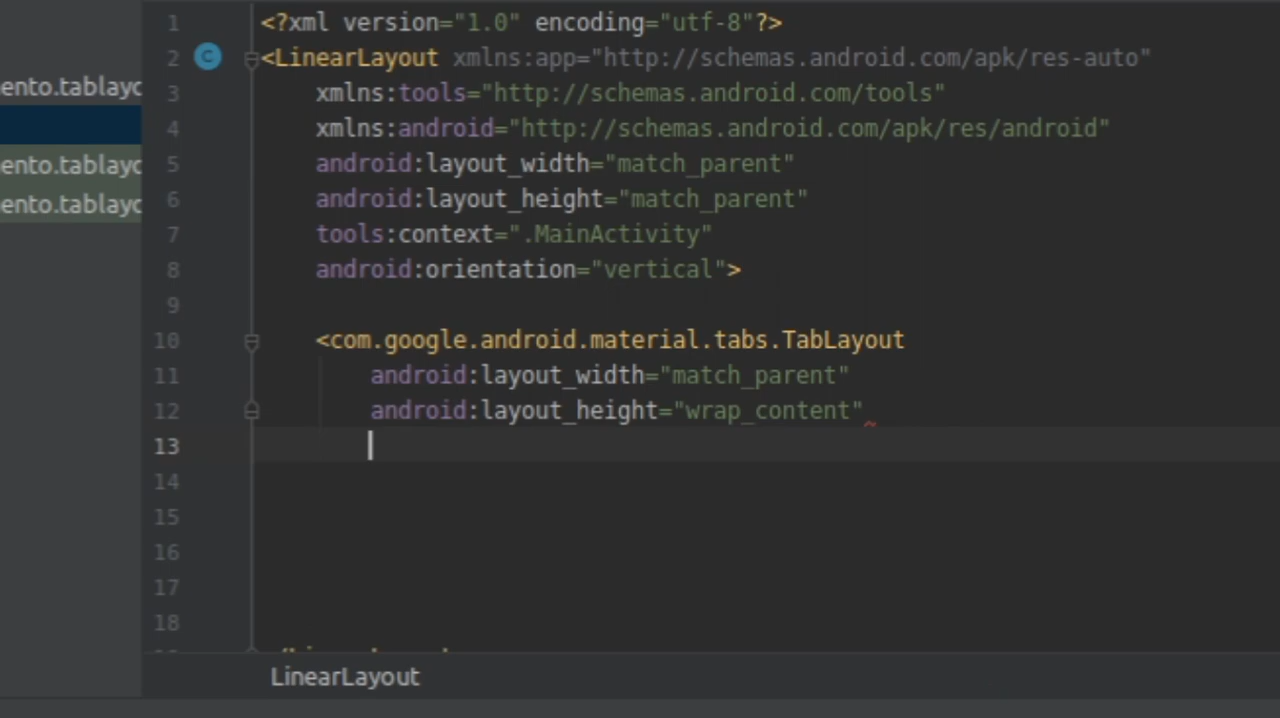 1 <?xml version="1.0" encoding="utf-8"?>
2 C <LinearLayout xmlns:app="http://schemas.android.com/apk/res-auto"
3 xmlns:tools="http://schemas.android.com/tools"
4 xmlns:android="http://schemas.android.com/apk/res/android"
5 android:layout_width="match_parent"
6 android:layout_height="match_parent"
7 tools:context=".MainActivity"
8 android:orientation="vertical">
9
10 <com.google.android.material.tabs.TabLayout
11 android:layout_width="match_parent"
12 android:layout_height="wrap_content"
13
14
15
16
17
18
LinearLayout
ento.tablayo
ento.tablayo
ento.tablayo